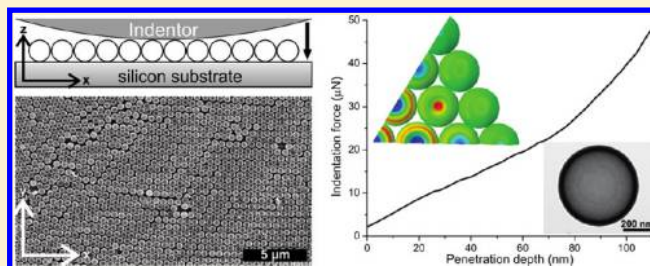 Indentor
z
x
silicon substrate
y
x
5 µm
Indentation force (µN)
50
40
30
20
10
0
200 nm
0 20 40 60 80 100
Penetration depth (nm)